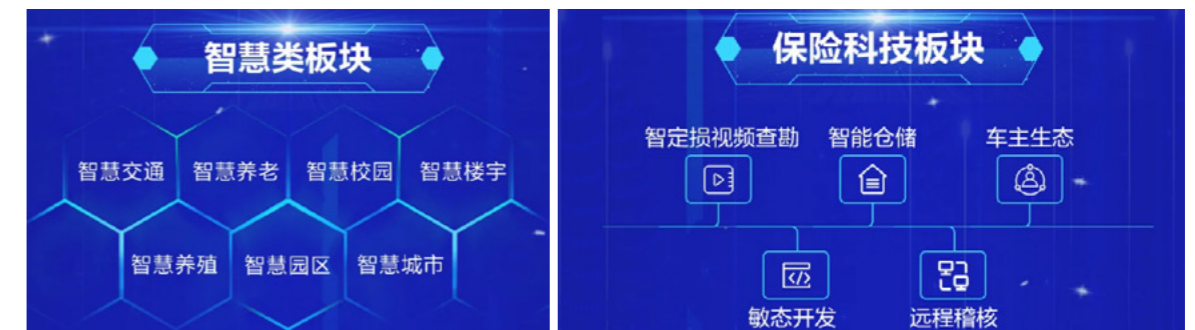 智慧类板块
智慧交通 智慧养老 智慧校园 智慧楼宇
智慧养殖 智慧园区 智慧城市
保险科技板块
智定损视频查勘 智能仓储 车主生态
敏态开发 远程稽核